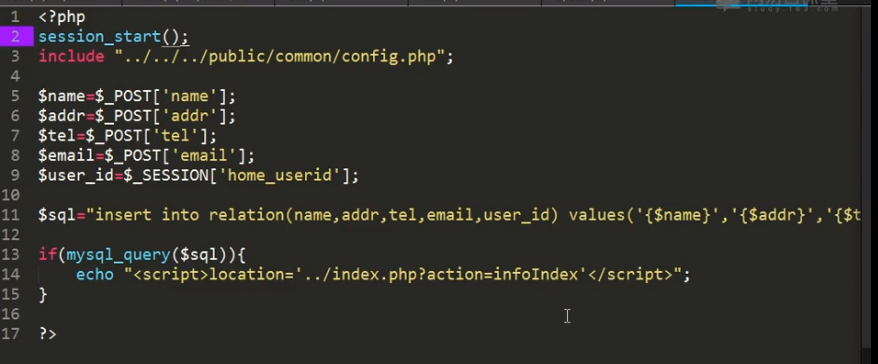 1 <?php
2 session_start();
3 include "../../../public/common/config.php";
4
5 $name=$_POST['name'];
6 $addr=$_POST['addr'];
7 $tel=$_POST['tel'];
8 $email=$_POST['email'];
9 $user_id=$_SESSION['home_userid'];
10
11 $sql="insert into relation(name,addr,tel,email,user_id) values('{$name}','{$addr}','{$t
12
13 if(mysql_query($sql)){
14 echo "<script>location='../index.php?action=infoIndex'</script>";
15 }
16
17 ?>